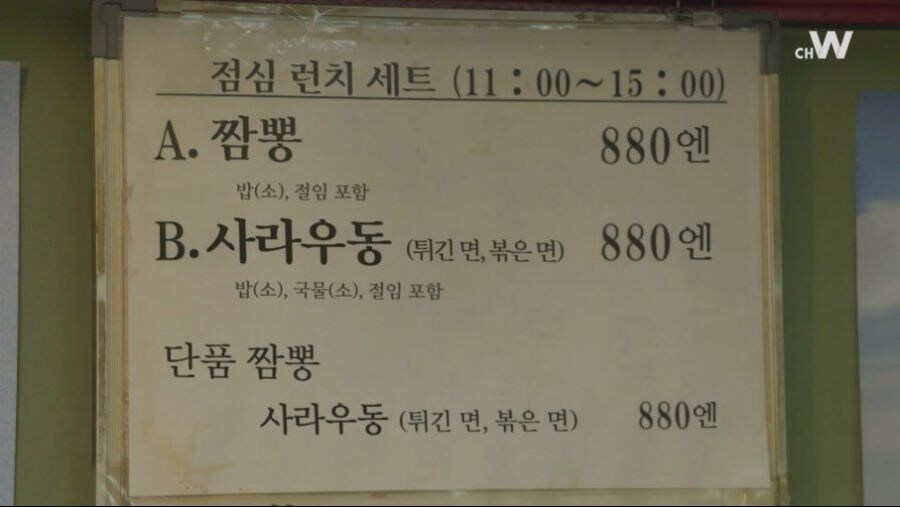 CHW
점심 런치 세트 (11:00~15:00)
A. 짬뽕 880엔
밥(소), 절임 포함
B. 사라우동 (튀긴 면, 볶은 면) 880엔
밥(소), 국물(소), 절임 포함
단품 짬뽕
사라우동 (튀긴 면, 볶은 면) 880엔